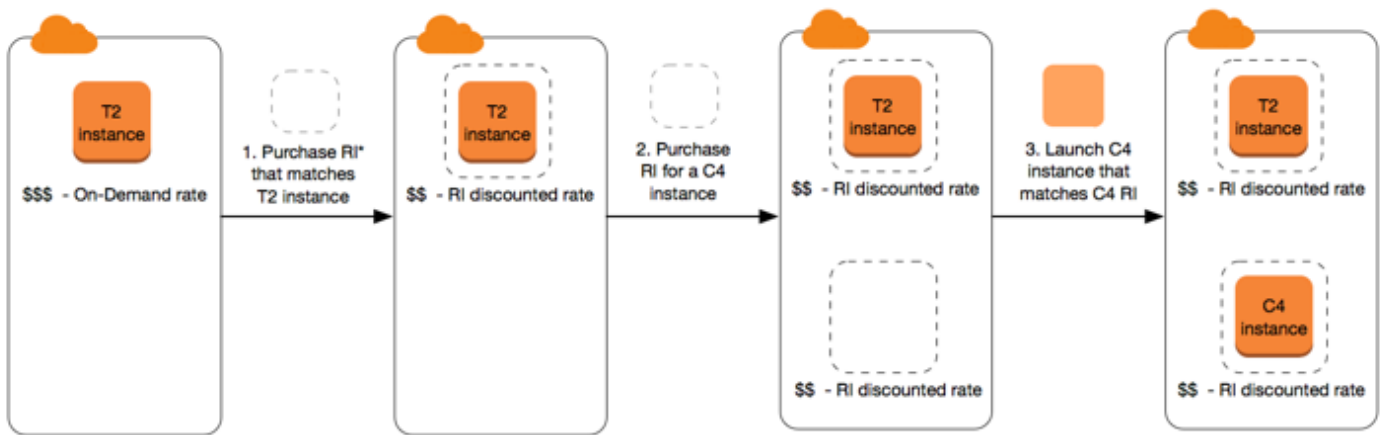 T2
instance
$$$ - On-Demand rate
1. Purchase RI*
that matches
T2 instance
T2
instance
$$ - RI discounted rate
2. Purchase
RI for a C4
instance
T2
instance
$$ - RI discounted rate
$$ - RI discounted rate
3. Launch C4
instance that
matches C4 RI
T2
instance
$$ - RI discounted rate
C4
instance
$$ - RI discounted rate